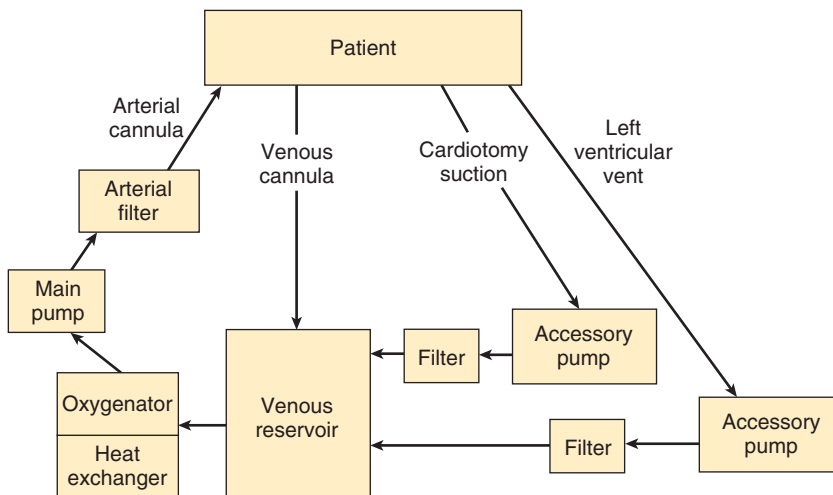 Patient
Arterial
cannula
Venous
cannula
Cardiotomy
suction
Left
ventricular
vent
Arterial
filter
Main
pump
Oxygenator
Heat
exchanger
Venous
reservoir
Filter
Accessory
pump
Filter
Accessory
pump